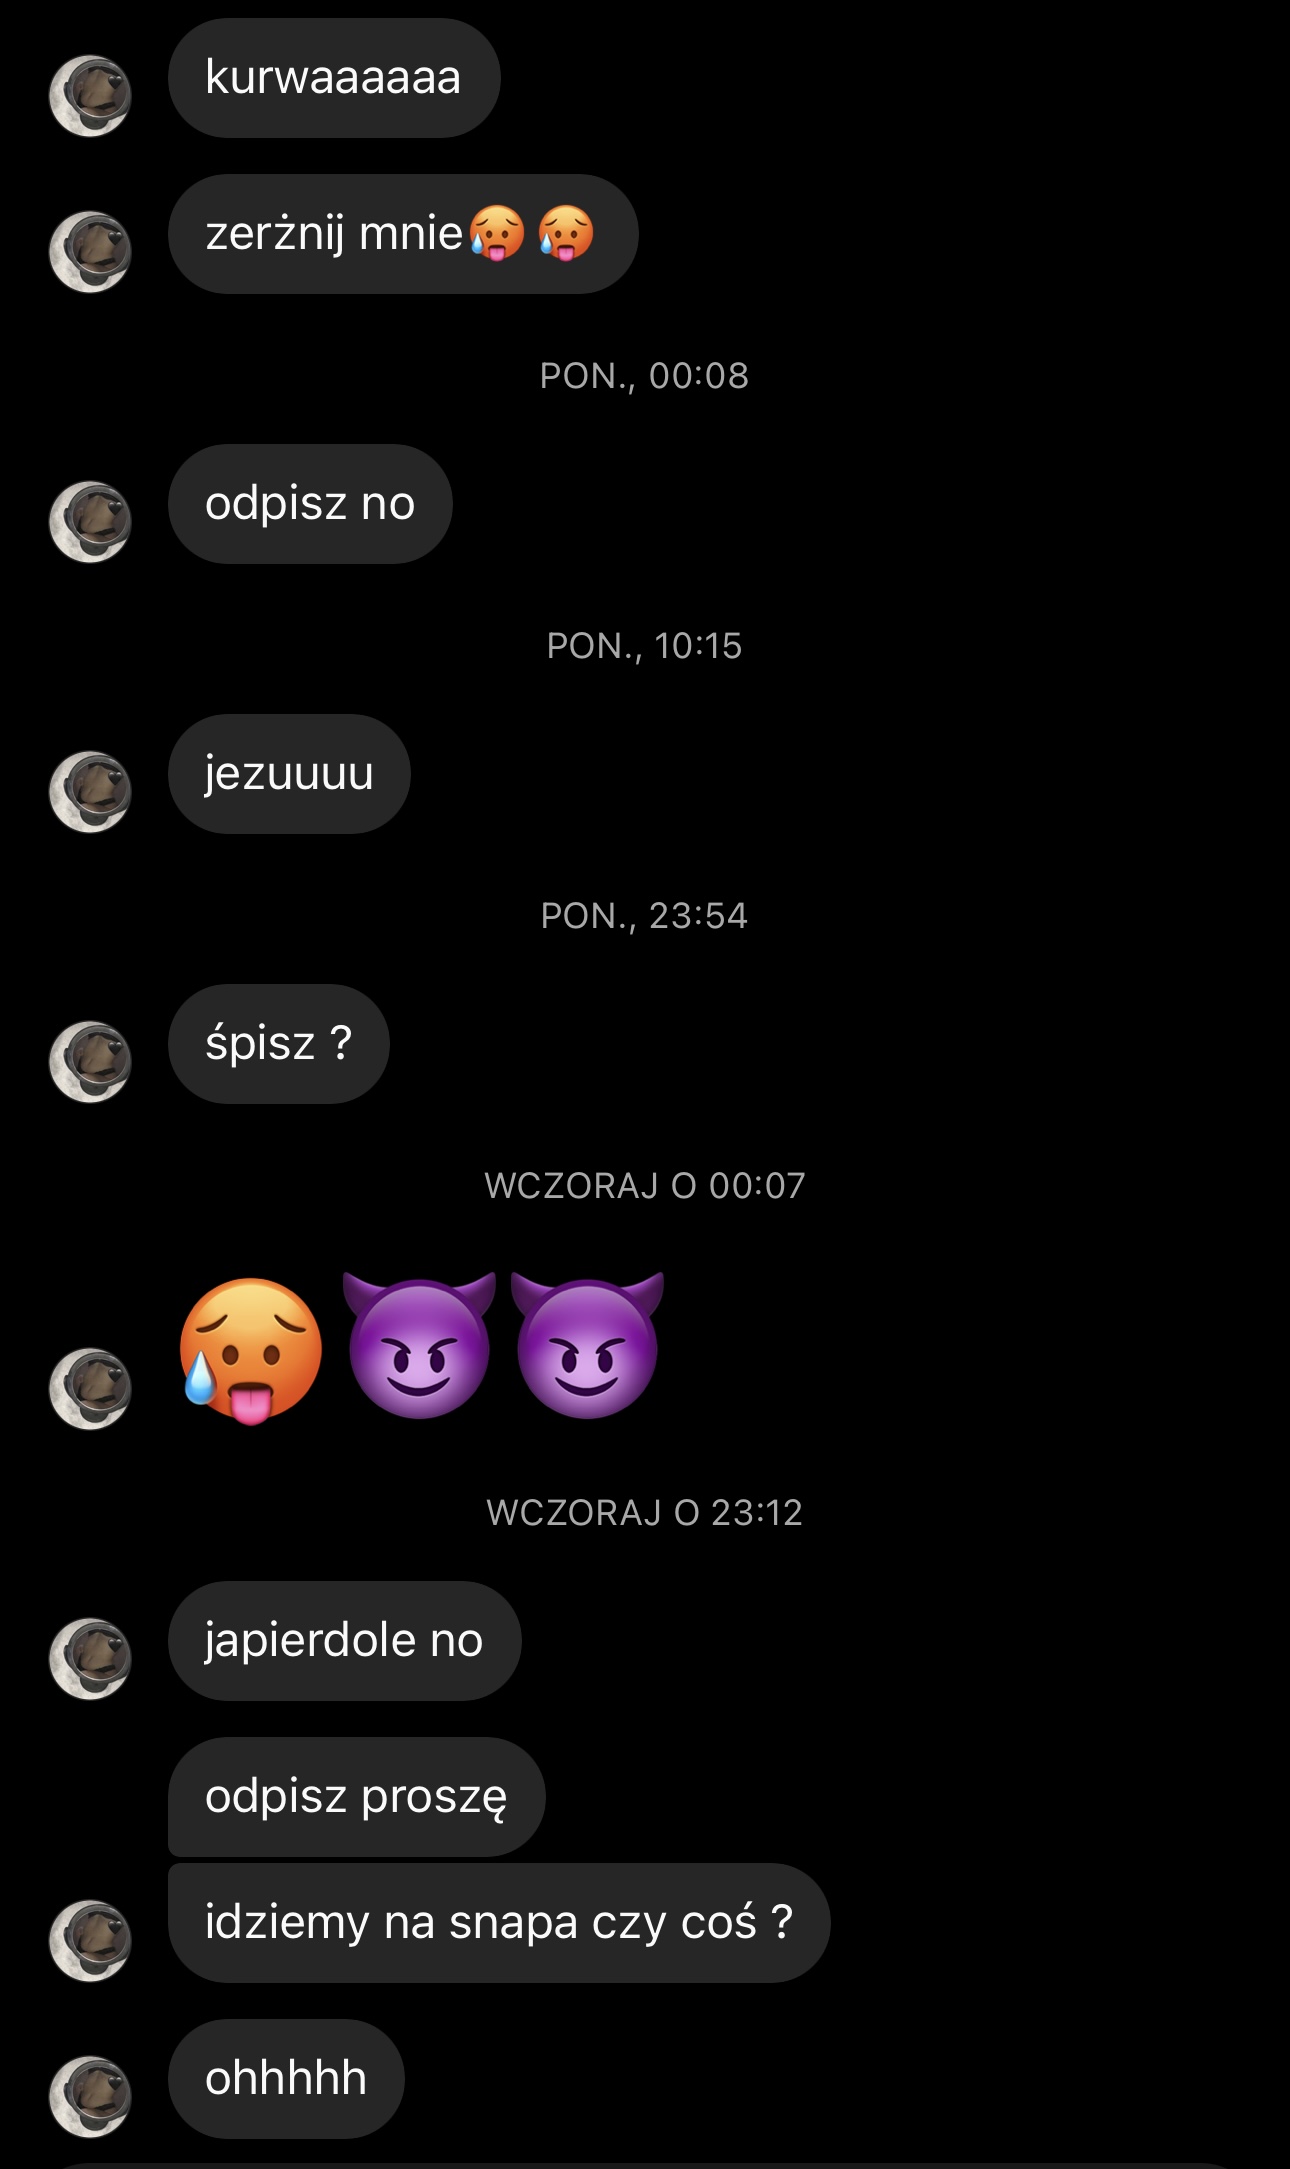 kurwaaaaaa
zerżnij mnie🥵🥵
PON., 00:08
odpisz no
PON., 10:15
jezuuuu
PON., 23:54
śpisz ?
WCZORAJ O 00:07
🥵😈😈
WCZORAJ O 23:12
japierdole no
odpisz proszę
idziemy na snapa czy coś ?
ohhhhh